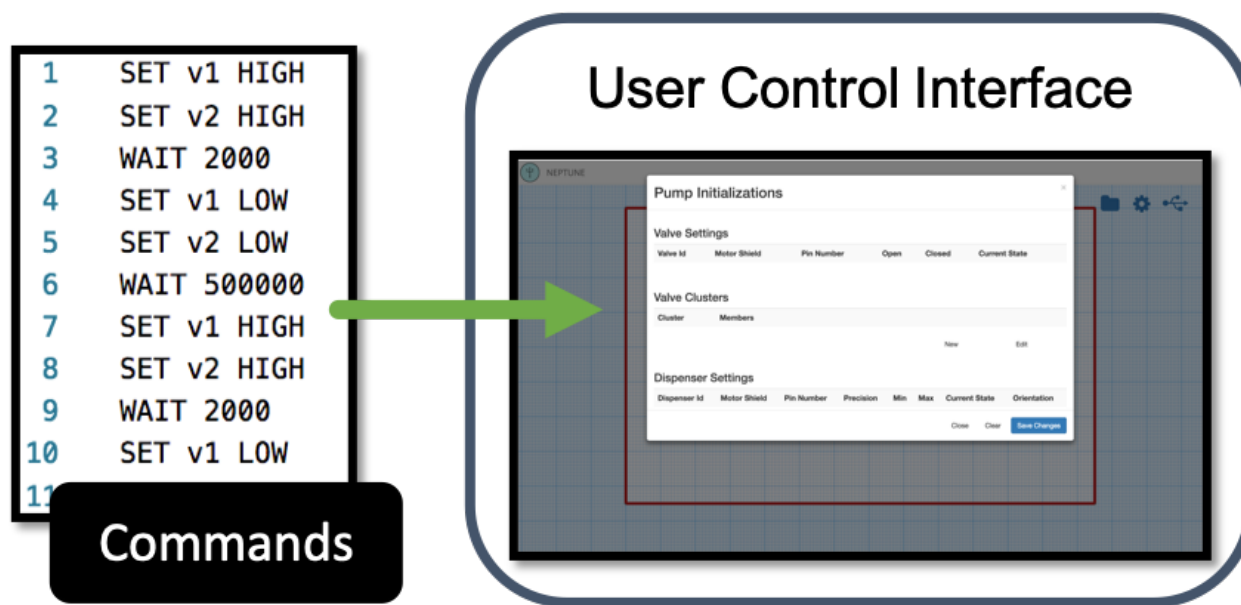 1 SET v1 HIGH
2 SET v2 HIGH
3 WAIT 2000
4 SET v1 LOW
5 SET v2 LOW
6 WAIT 500000
7 SET v1 HIGH
8 SET v2 HIGH
9 WAIT 2000
10 SET v1 LOW
11
Commands
User Control Interface
NEPTUNE
Pump Initializations ×
Valve Settings
Valve Id Motor Shield Pin Number Open Closed Current State
Valve Clusters
Cluster Members
New Edit
Dispenser Settings
Dispenser Id Motor Shield Pin Number Precision Min Max Current State Orientation
Close Clear Save Changes